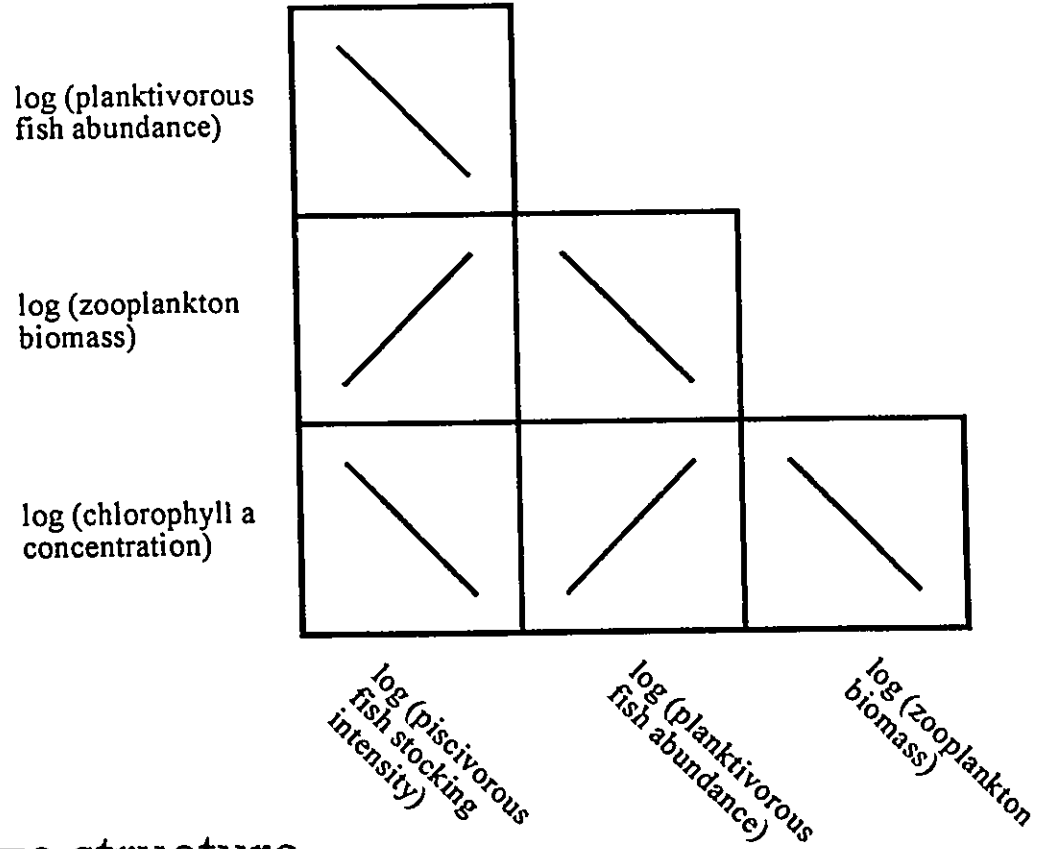 log (planktivorous
fish abundance)
log (zooplankton
biomass)
log (chlorophyll a
concentration)
log (piscivorous
fish stocking
intensity)
log (planktivorous
fish abundance)
log (zooplankton
biomass)
structure